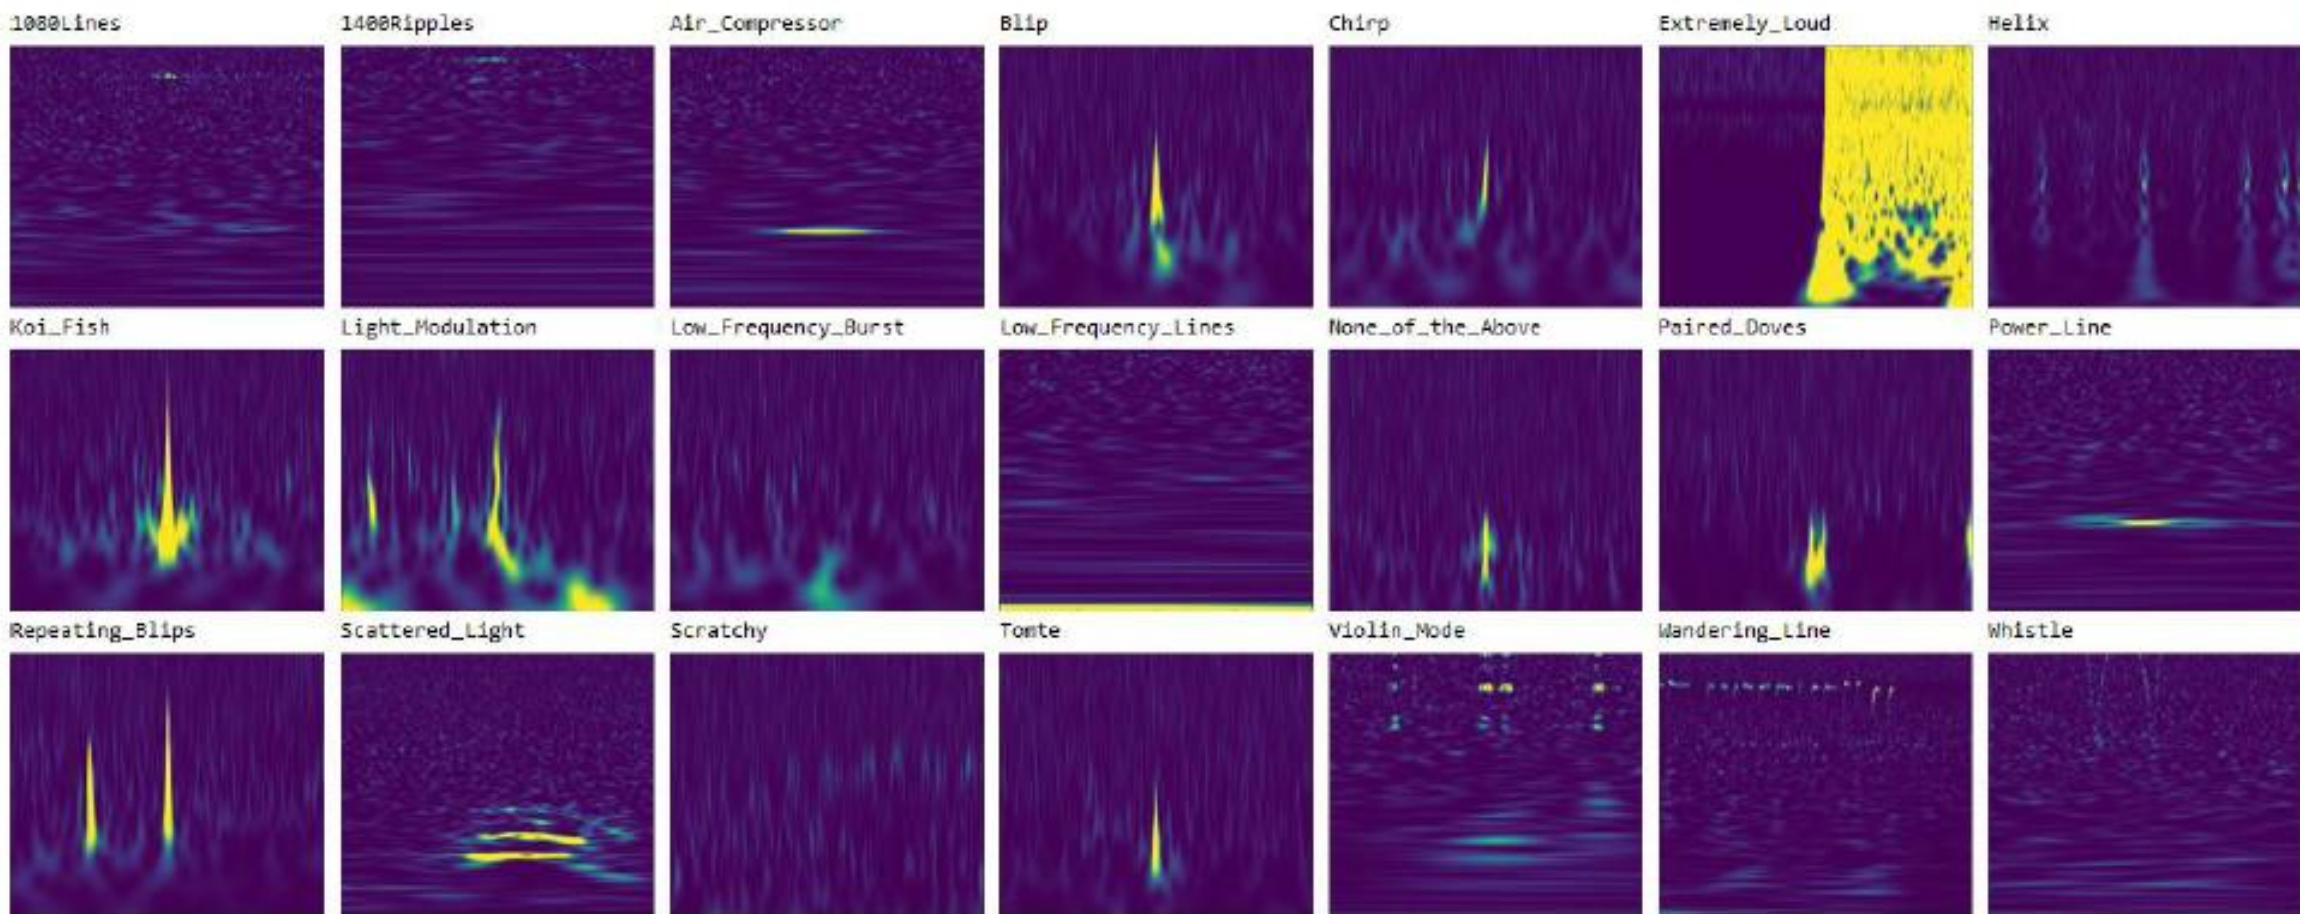 1080Lines 1400Ripples Air_Compressor Blip Chirp Extremely_Loud Helix
Koi_Fish Light_Modulation Low_Frequency_Burst Low_Frequency_Lines None_of_the_Above Paired_Doves Power_Line
Repeating_Blips Scattered_Light Scratchy Tomte Violin_Mode Wandering_Line Whistle